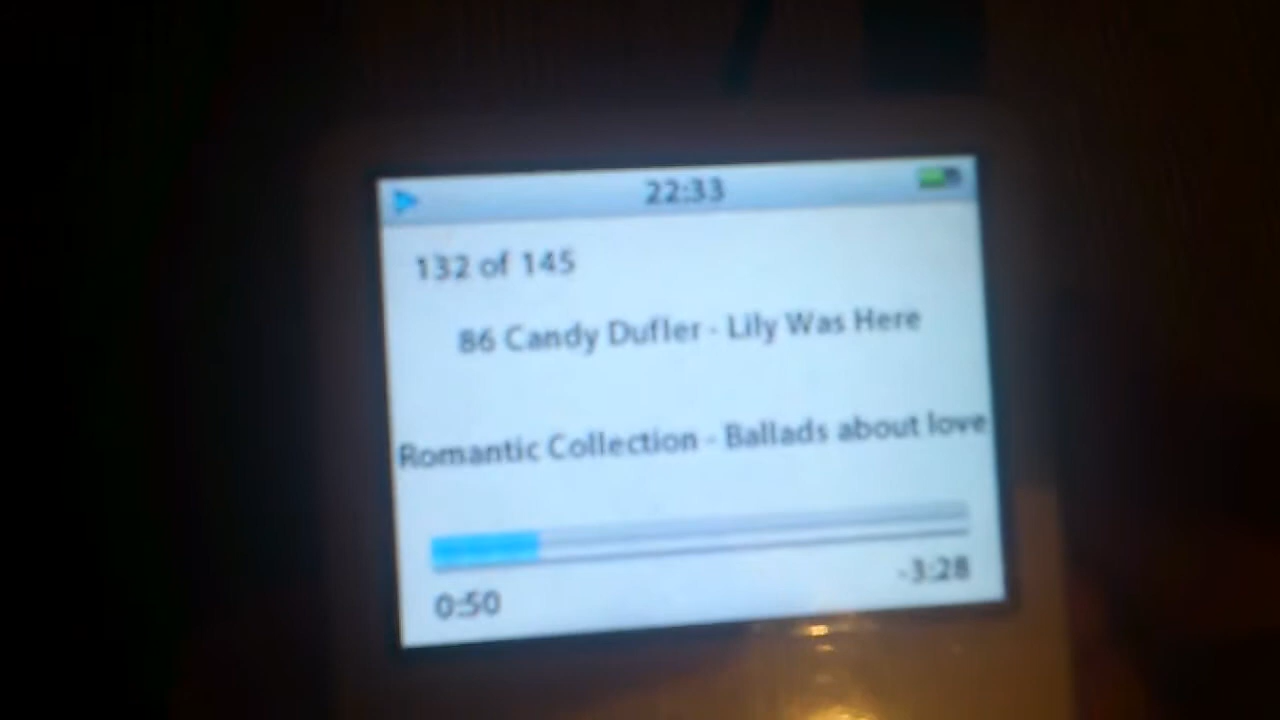 22:33
132 of 145
86 Candy Dufler - Lily Was Here
Romantic Collection - Ballads about love
0:50
-3:28